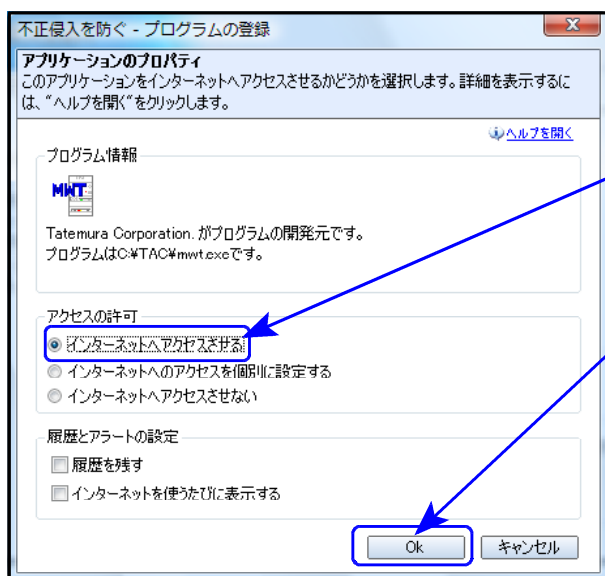 不正侵入を防ぐ - プログラムの登録
アプリケーションのプロパティ
このアプリケーションをインターネットへアクセスさせるかどうかを選択します。詳細を表示するに
は、“ヘルプを開く”をクリックします。
ヘルプを開く
プログラム情報
MWT
Tatemura Corporation. がプログラムの開発元です。
プログラムはC:¥TAC¥mwt.exeです。
アクセスの許可
インターネットへアクセスさせる
インターネットへのアクセスを個別に設定する
インターネットへアクセスさせない
履歴とアラートの設定
履歴を残す
インターネットを使うたびに表示する
Ok キャンセル